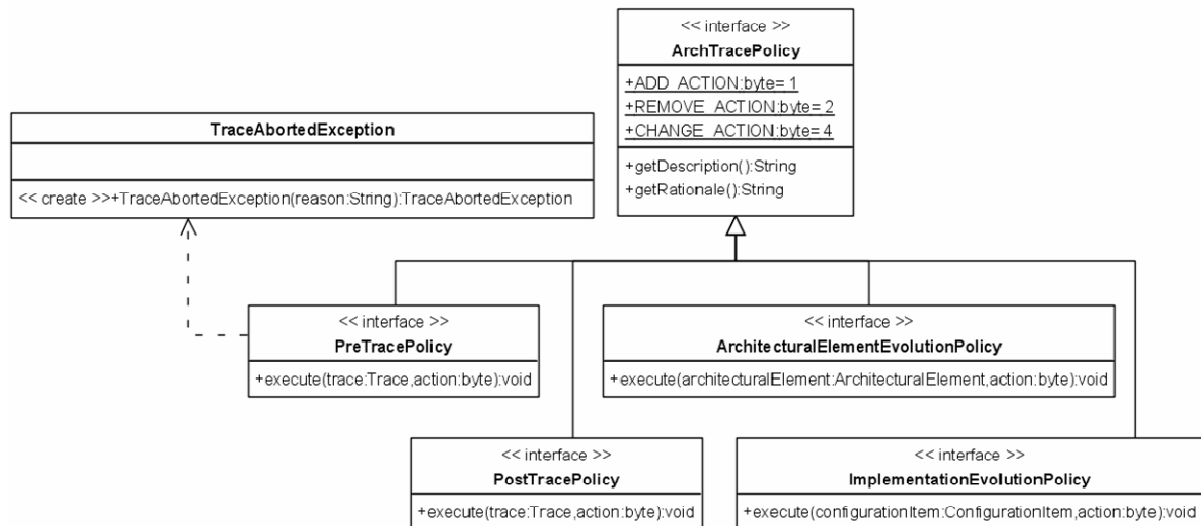 << interface >>
ArchTracePolicy
+ADD_ACTION:byte= 1
+REMOVE_ACTION:byte= 2
+CHANGE_ACTION:byte= 4
+getDescription():String
+getRationale():String
TraceAbortedException
<< create >>+TraceAbortedException(reason:String):TraceAbortedException
<< interface >>
PreTracePolicy
+execute(trace:Trace,action:byte):void
<< interface >>
ArchitecturalElementEvolutionPolicy
+execute(architecturalElement:ArchitecturalElement,action:byte):void
<< interface >>
PostTracePolicy
+execute(trace:Trace,action:byte):void
<< interface >>
ImplementationEvolutionPolicy
+execute(configurationItem:ConfigurationItem,action:byte):void